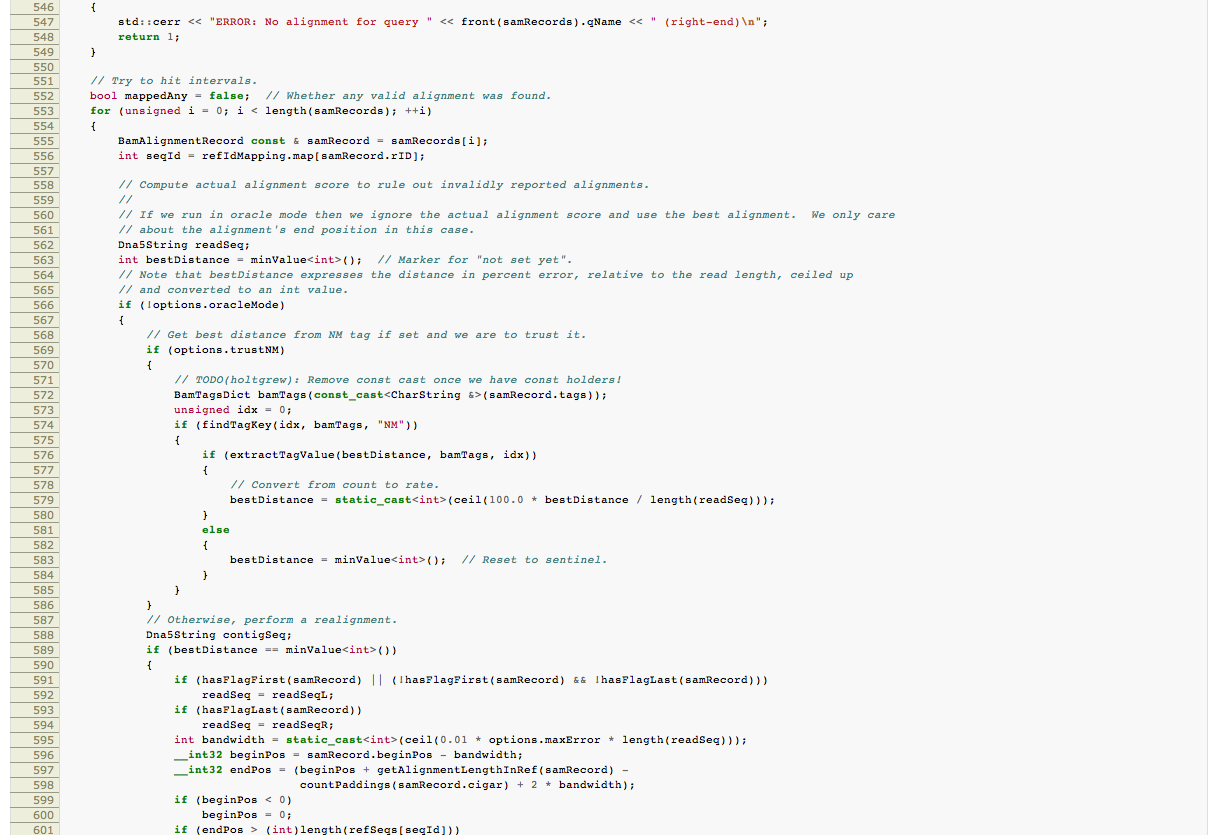 546     {
547         std::cerr << "ERROR: No alignment for query " << front(samRecords).qName << " (right-end)\n";
548         return 1;
549     }
550
551     // Try to hit intervals.
552     bool mappedAny = false;  // Whether any valid alignment was found.
553     for (unsigned i = 0; i < length(samRecords); ++i)
554     {
555         BamAlignmentRecord const & samRecord = samRecords[i];
556         int seqId = refIdMapping.map[samRecord.rID];
557
558         // Compute actual alignment score to rule out invalidly reported alignments.
559         //
560         // If we run in oracle mode then we ignore the actual alignment score and use the best alignment.  We only care
561         // about the alignment's end position in this case.
562         Dna5String readSeq;
563         int bestDistance = minValue<int>();  // Marker for "not set yet".
564         // Note that bestDistance expresses the distance in percent error, relative to the read length, ceiled up
565         // and converted to an int value.
566         if (!options.oracleMode)
567         {
568             // Get best distance from NM tag if set and we are to trust it.
569             if (options.trustNM)
570             {
571                 // TODO(holtgrew): Remove const cast once we have const holders!
572                 BamTagsDict bamTags(const_cast<CharString &>(samRecord.tags));
573                 unsigned idx = 0;
574                 if (findTagKey(idx, bamTags, "NM"))
575                 {
576                     if (extractTagValue(bestDistance, bamTags, idx))
577                     {
578                         // Convert from count to rate.
579                         bestDistance = static_cast<int>(ceil(100.0 * bestDistance / length(readSeq)));
580                     }
581                     else
582                     {
583                         bestDistance = minValue<int>();  // Reset to sentinel.
584                     }
585                 }
586             }
587             // Otherwise, perform a realignment.
588             Dna5String contigSeq;
589             if (bestDistance == minValue<int>())
590             {
591                 if (hasFlagFirst(samRecord) || (!hasFlagFirst(samRecord) && !hasFlagLast(samRecord)))
592                     readSeq = readSeqL;
593                 if (hasFlagLast(samRecord))
594                     readSeq = readSeqR;
595                 int bandwidth = static_cast<int>(ceil(0.01 * options.maxError * length(readSeq)));
596                 __int32 beginPos = samRecord.beginPos - bandwidth;
597                 __int32 endPos = (beginPos + getAlignmentLengthInRef(samRecord) -
598                                   countPaddings(samRecord.cigar) + 2 * bandwidth);
599                 if (beginPos < 0)
600                     beginPos = 0;
601                 if (endPos > (int)length(refSeqs[seqId]))